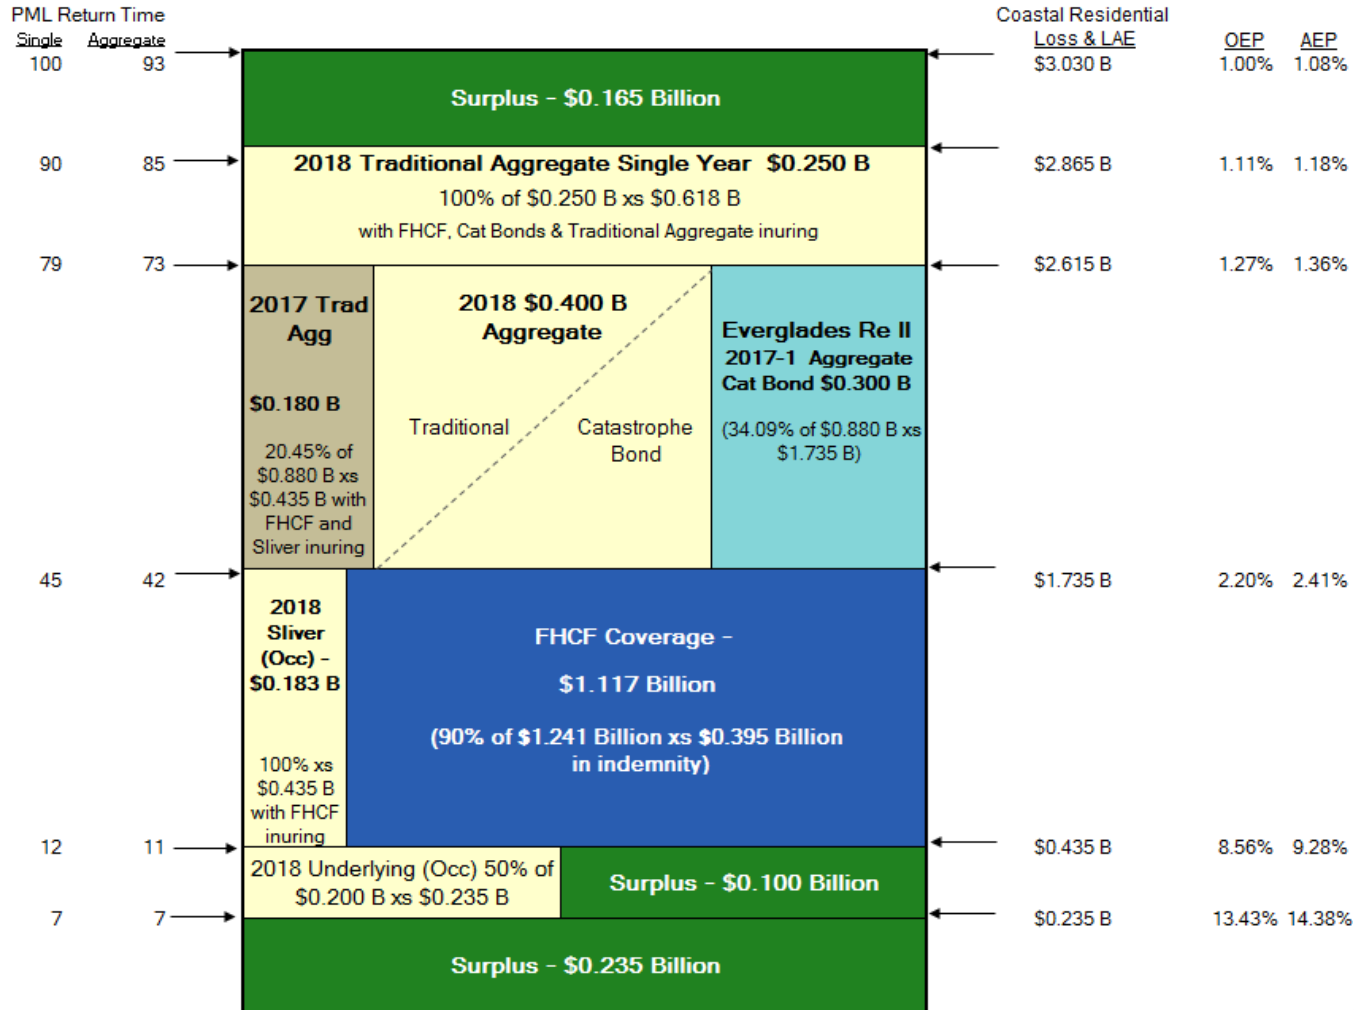 PML Return Time
Single Aggregate
Coastal Residential
Loss & LAE OEP AEP
100 93
$3.030 B 1.00% 1.08%
Surplus - $0.165 Billion
90 85
2018 Traditional Aggregate Single Year $0.250 B
100% of $0.250 B xs $0.618 B
with FHCF, Cat Bonds & Traditional Aggregate inuring
$2.865 B 1.11% 1.18%
79 73
$2.615 B 1.27% 1.36%
2017 Trad
Agg
$0.180 B
20.45% of
$0.880 B xs
$0.435 B with
FHCF and
Sliver inuring
2018 $0.400 B
Aggregate
Traditional
Catastrophe
Bond
Everglades Re II
2017-1 Aggregate
Cat Bond $0.300 B
(34.09% of $0.880 B xs
$1.735 B)
45 42
$1.735 B 2.20% 2.41%
2018
Sliver
(Occ) -
$0.183 B
100% xs
$0.435 B
with FHCF
inuring
FHCF Coverage -
$1.117 Billion
(90% of $1.241 Billion xs $0.395 Billion
in indemnity)
12 11
$0.435 B 8.56% 9.28%
2018 Underlying (Occ) 50% of
$0.200 B xs $0.235 B
Surplus - $0.100 Billion
7 7
$0.235 B 13.43% 14.38%
Surplus - $0.235 Billion